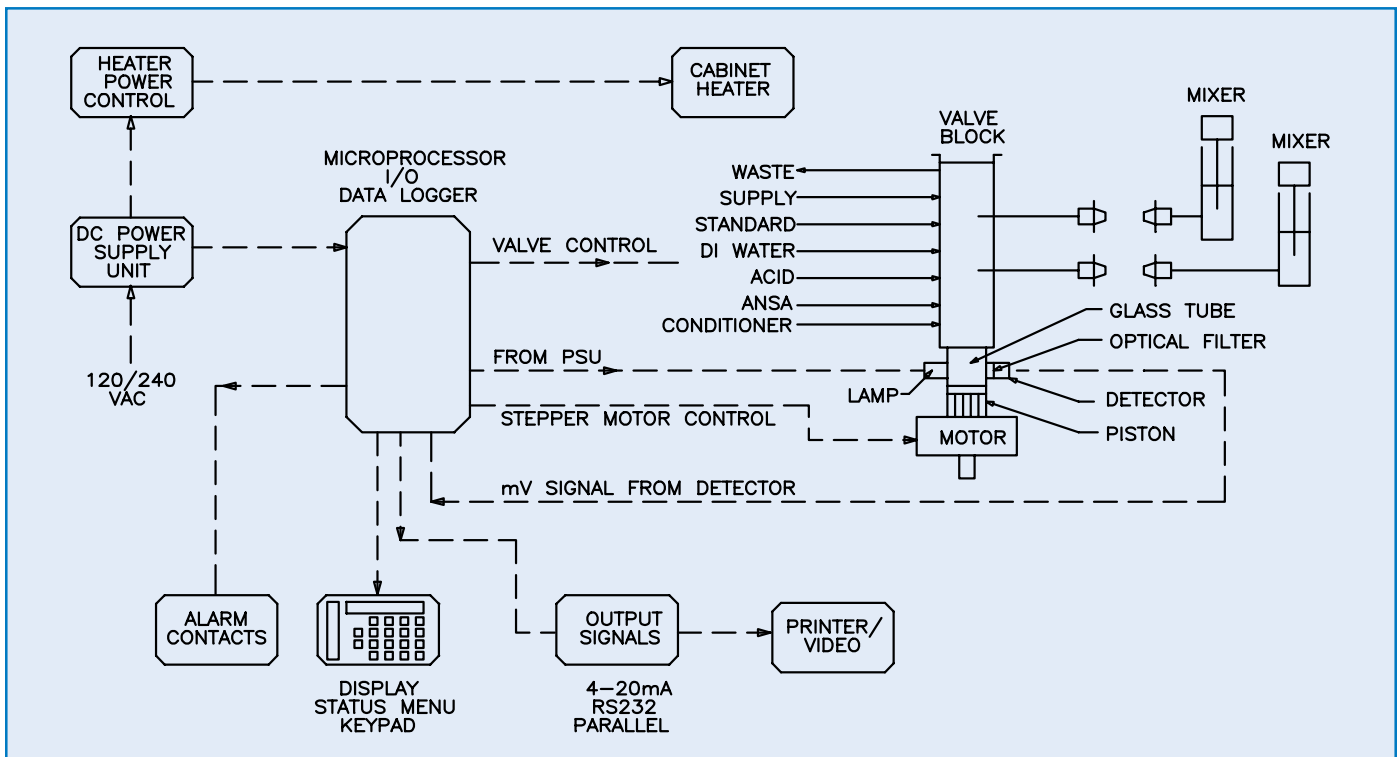 HEATER
POWER
CONTROL
CABINET
HEATER
MIXER
MIXER
VALVE
BLOCK
MICROPROCESSOR
I/O
DATA LOGGER
WASTE
SUPPLY
STANDARD
DI WATER
ACID
ANSA
CONDITIONER
DC POWER
SUPPLY
UNIT
VALVE CONTROL
GLASS TUBE
OPTICAL FILTER
FROM PSU
120/240
VAC
LAMP
DETECTOR
STEPPER MOTOR CONTROL
MOTOR
PISTON
mV SIGNAL FROM DETECTOR
ALARM
CONTACTS
OUTPUT
SIGNALS
PRINTER/
VIDEO
DISPLAY
STATUS MENU
KEYPAD
4-20mA
RS232
PARALLEL